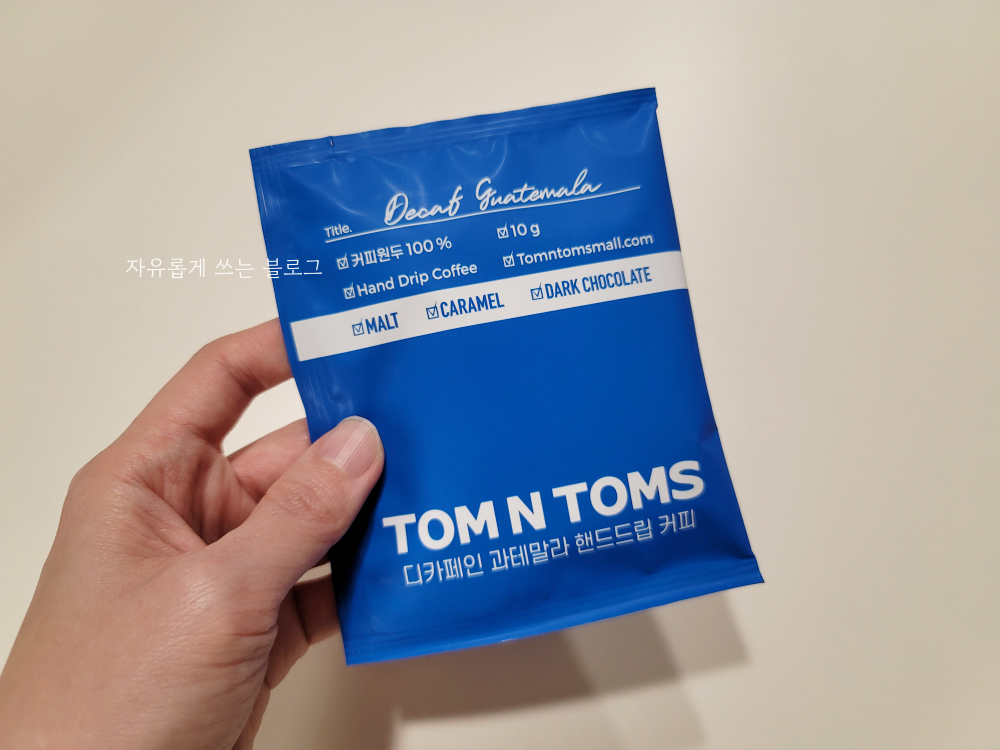 Title. Decaf Guatemala
☑커피원두 100 % ☑10 g
☑Hand Drip Coffee ☑Tomntomsmall.com
☑MALT ☑CARAMEL ☑DARK CHOCOLATE
자유롭게 쓰는 블로그
TOM N TOMS
디카페인 과테말라 핸드드립 커피